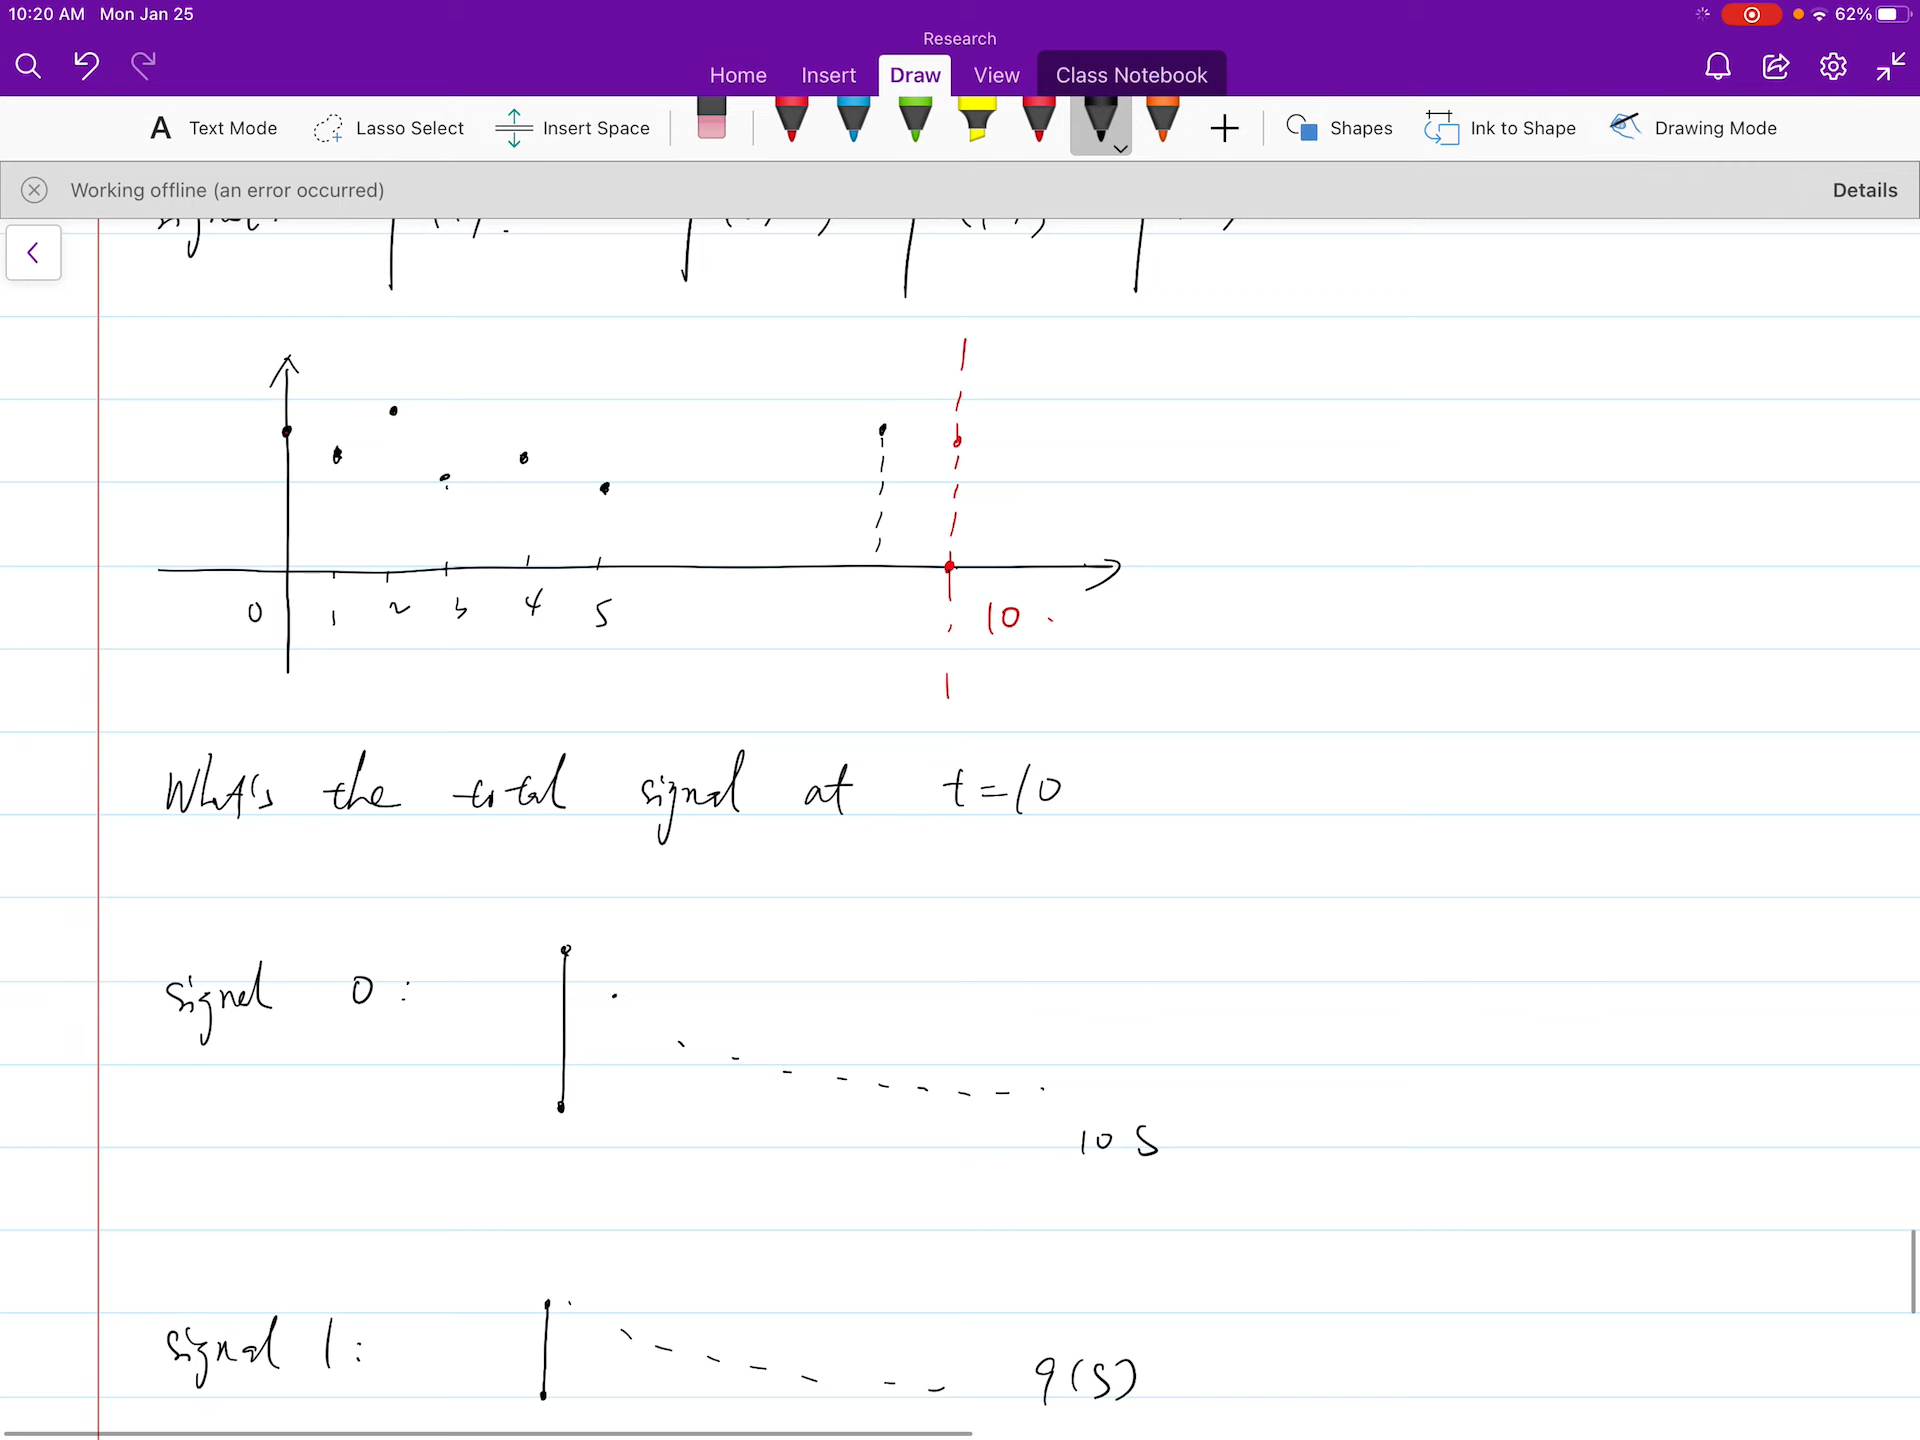 10:20 AM Mon Jan 25
62%
Research
Home Insert Draw View Class Notebook
A Text Mode Lasso Select Insert Space Shapes Ink to Shape Drawing Mode
Working offline (an error occurred) Details
signal
0 1 2 3 4 5 10
What's the total signal at t=10
signal 0:
10 S
signal 1: 9(S)